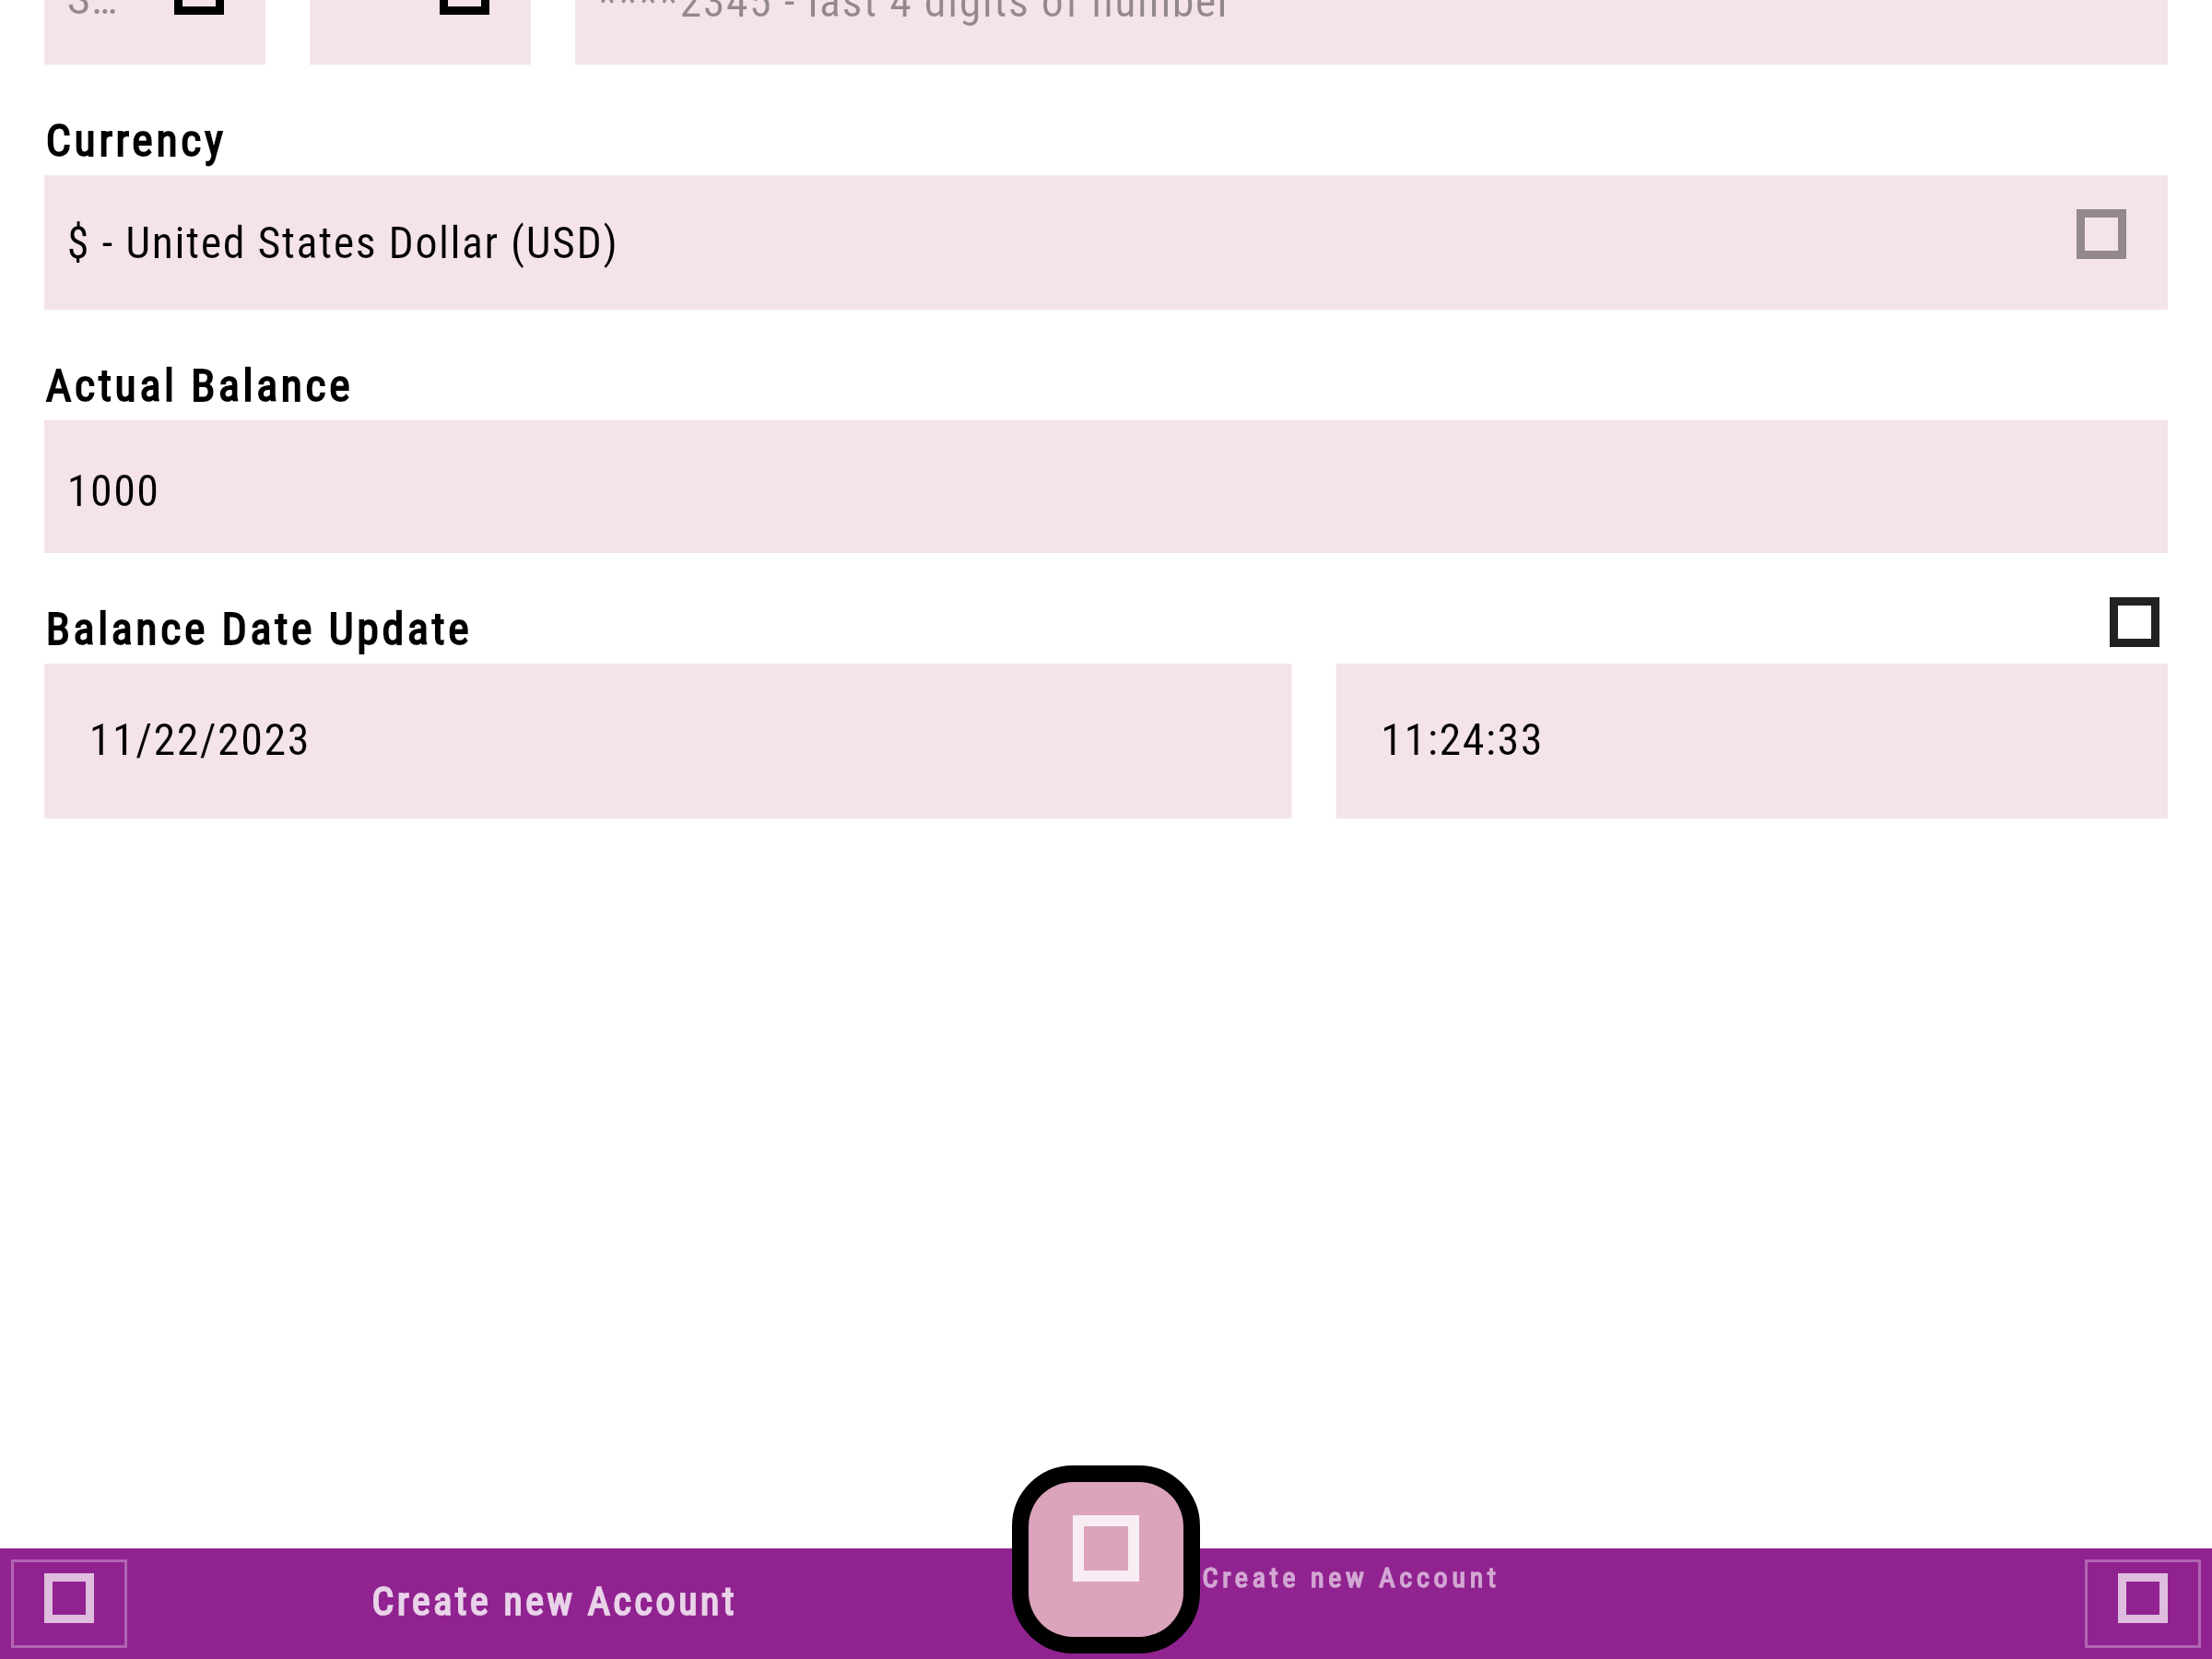 S…
****2345 - last 4 digits of number
Currency
$ - United States Dollar (USD)
Actual Balance
1000
Balance Date Update
11/22/2023
11:24:33
Create new Account
Create new Account